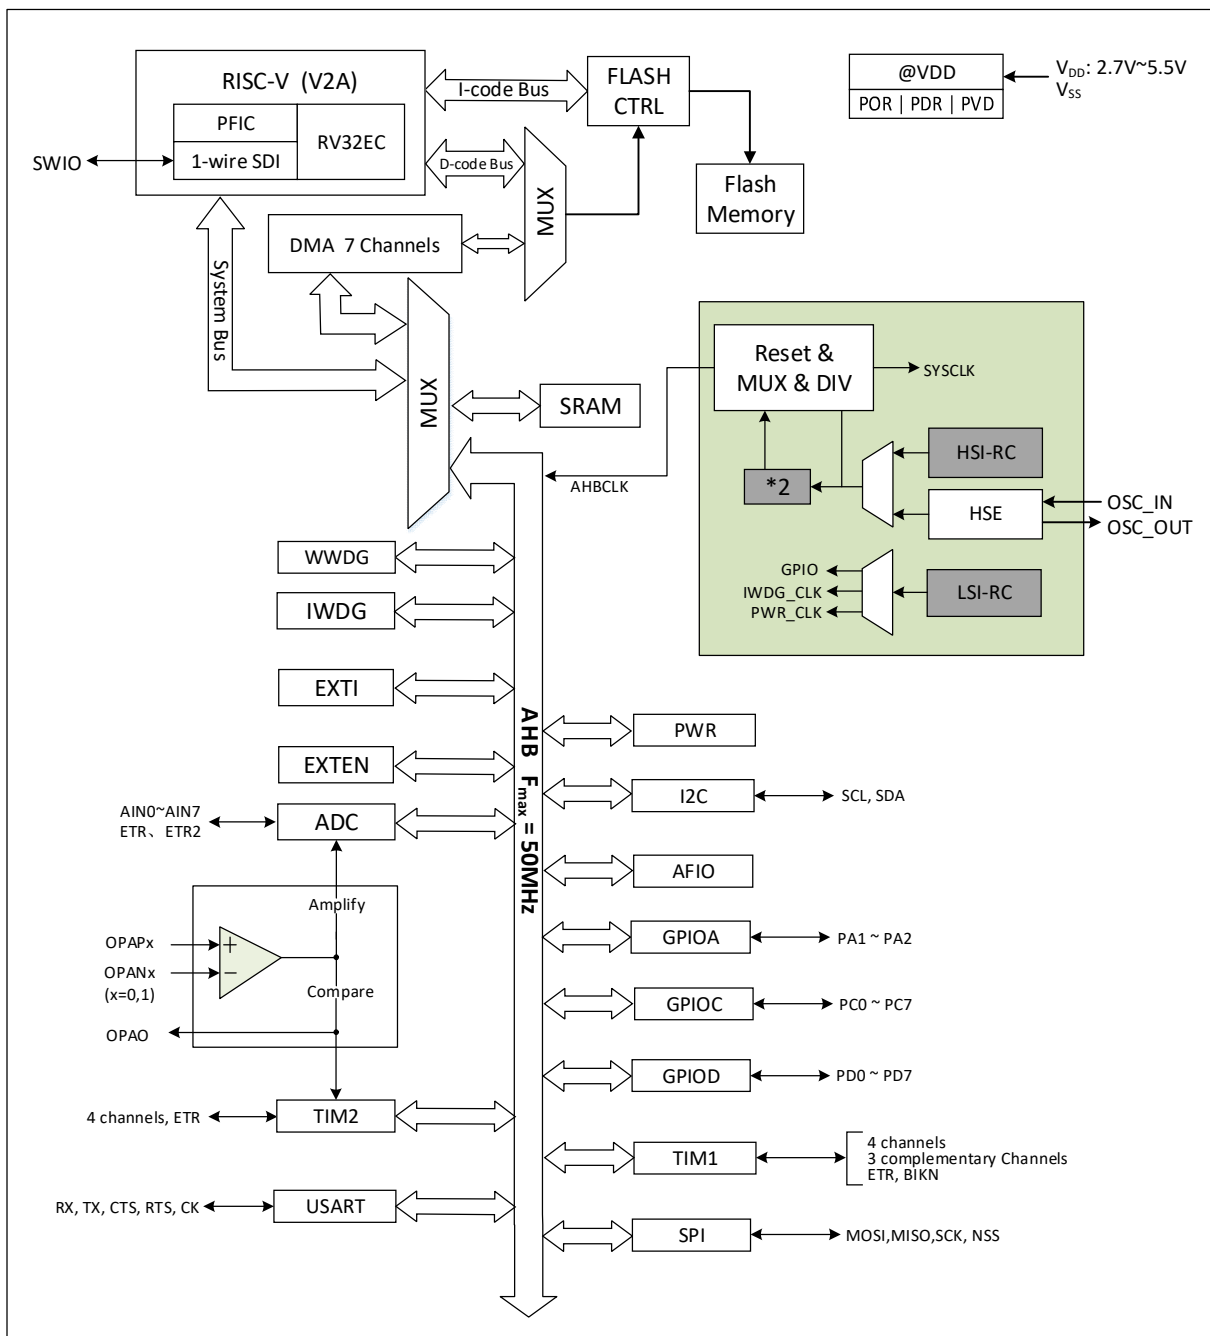 RISC-V (V2A)
PFIC
1-wire SDI
RV32EC
SWIO
I-code Bus
FLASH
CTRL
D-code Bus
MUX
Flash
Memory
@VDD
POR | PDR | PVD
VDD: 2.7V~5.5V
VSS
DMA 7 Channels
System Bus
MUX
SRAM
Reset &
MUX & DIV
SYSCLK
AHBCLK
*2
HSI-RC
HSE
OSC_IN
OSC_OUT
GPIO
IWDG_CLK
PWR_CLK
LSI-RC
WWDG
IWDG
EXTI
EXTEN
AIN0~AIN7
ETR、ETR2
ADC
Amplify
OPAPx
OPANx
(x=0,1)
+
−
Compare
OPAO
4 channels, ETR
TIM2
RX, TX, CTS, RTS, CK
USART
AHB Fmax = 50MHz
PWR
I2C
SCL, SDA
AFIO
GPIOA
PA1 ~ PA2
GPIOC
PC0 ~ PC7
GPIOD
PD0 ~ PD7
TIM1
4 channels
3 complementary Channels
ETR, BIKN
SPI
MOSI,MISO,SCK, NSS